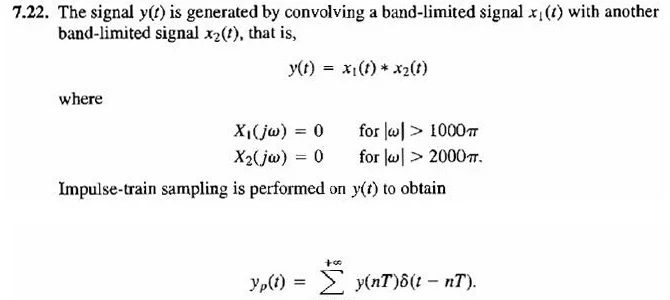 7.22. The signal y(t) is generated by convolving a band-limited signal x₁(t) with another
band-limited signal x₂(t), that is,
y(t) = x₁(t) * x₂(t)
where
X₁(jω) = 0 for |ω| > 1000π
X₂(jω) = 0 for |ω| > 2000π.
Impulse-train sampling is performed on y(t) to obtain
+∞
yₚ(t) = Σ y(nT)δ(t − nT).